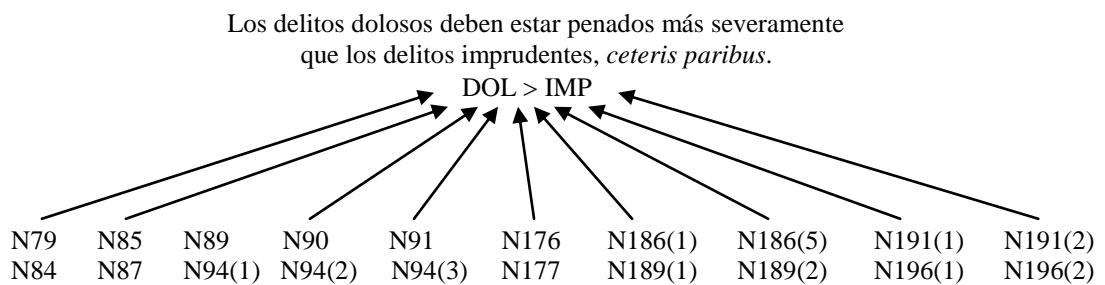 Los delitos dolosos deben estar penados más severamente
que los delitos imprudentes, ceteris paribus.
DOL > IMP
N79 N85 N89 N90 N91 N176 N186(1) N186(5) N191(1) N191(2)
N84 N87 N94(1) N94(2) N94(3) N177 N189(1) N189(2) N196(1) N196(2)